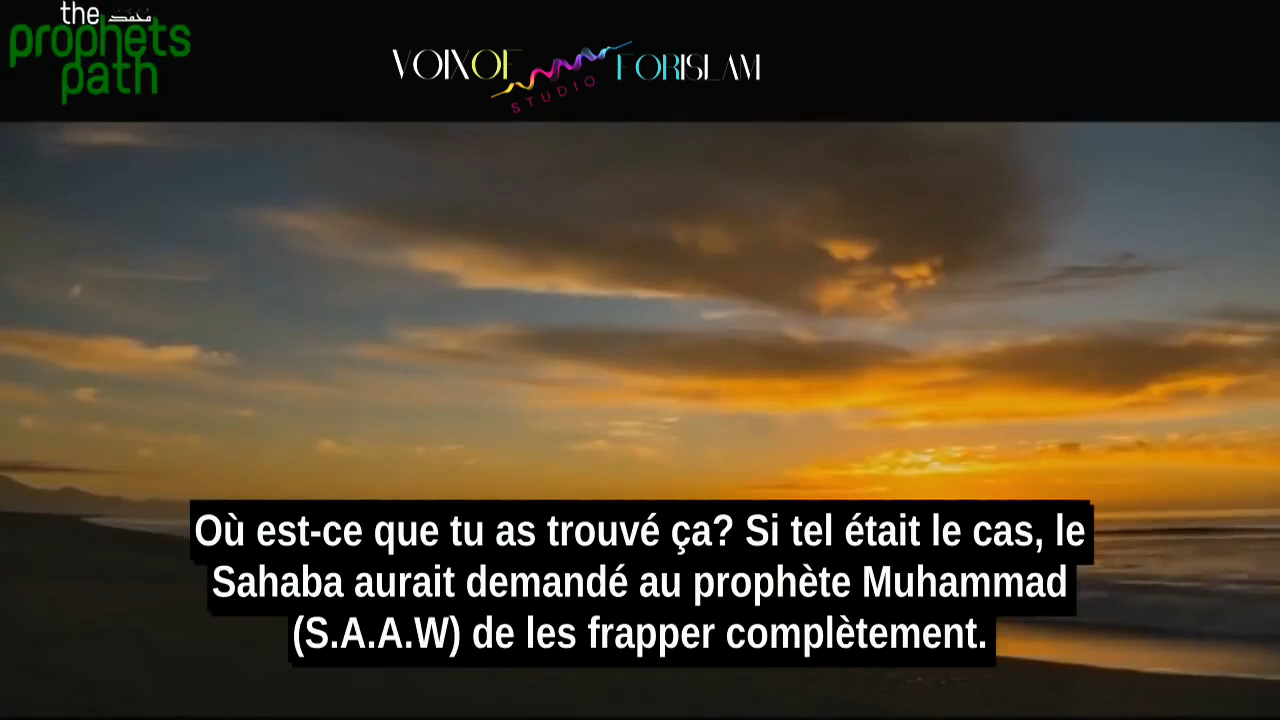 the محمد
prophets
path
VOIXOF FORISLAM
STUDIO
Où est-ce que tu as trouvé ça? Si tel était le cas, le
Sahaba aurait demandé au prophète Muhammad
(S.A.A.W) de les frapper complètement.